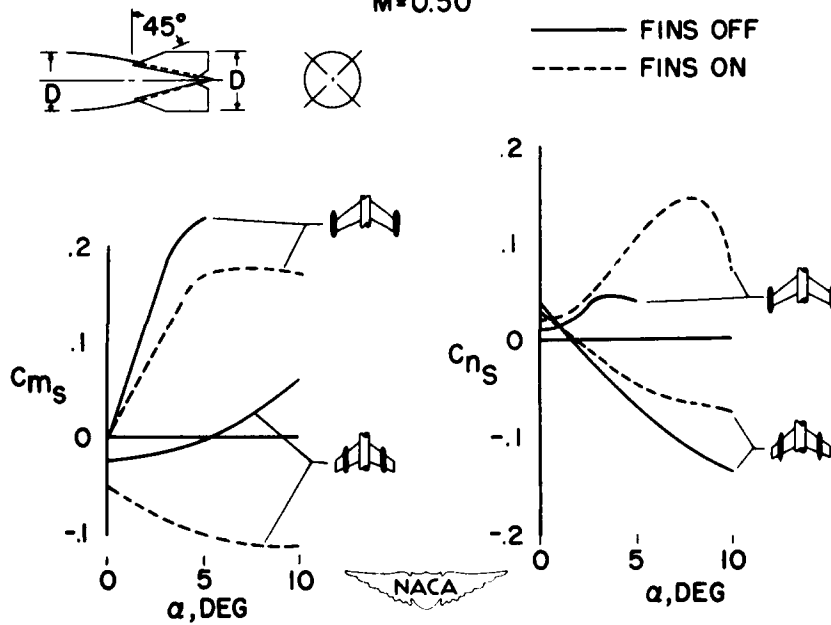 M=0.50
45°
D
D
FINS OFF
FINS ON
.2
.1
0
-.1
Cms
0
5
10
α, DEG
.2
.1
0
-.1
-.2
Cns
0
5
10
α, DEG
NACA